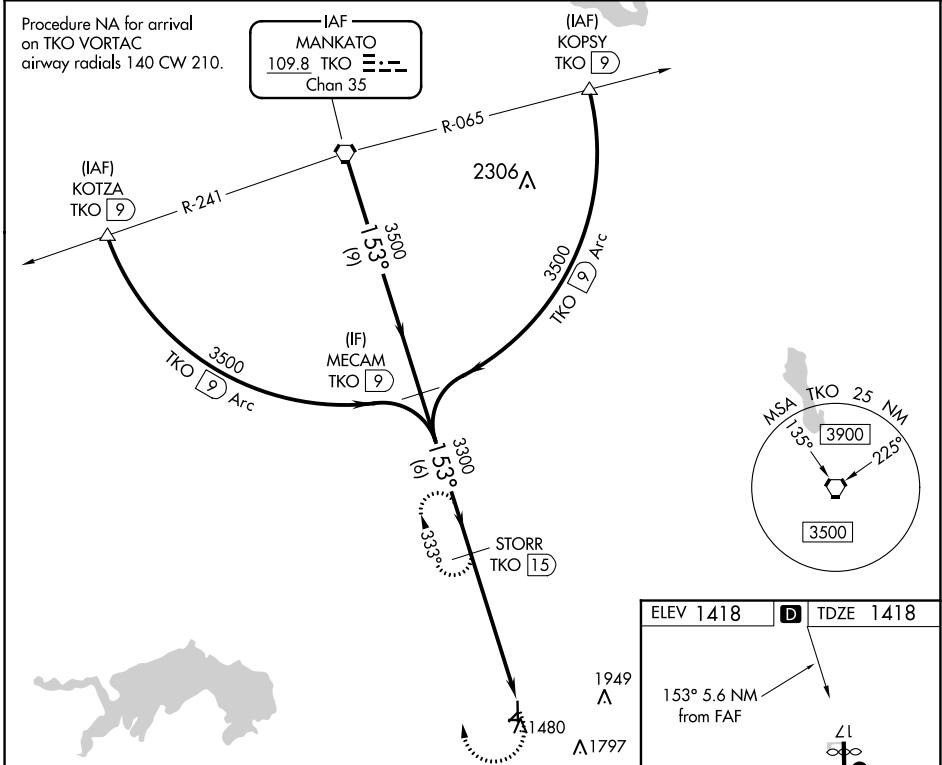 Procedure NA for arrival
on TKO VORTAC
airway radials 140 CW 210.
IAF
MANKATO
109.8 TKO
Chan 35
(IAF)
KOPSY
TKO 9
R-065
(IAF)
KOTZA
TKO 9
R-241
2306
3500
153°
(9)
3500
TKO 9 Arc
3500
TKO 9 Arc
(IF)
MECAM
TKO 9
3300
153°
(6)
333°
STORR
TKO 15
MSA TKO 25 NM
135°
3900
225°
3500
1949
1480
1797
ELEV 1418 D TDZE 1418
153° 5.6 NM
from FAF
17